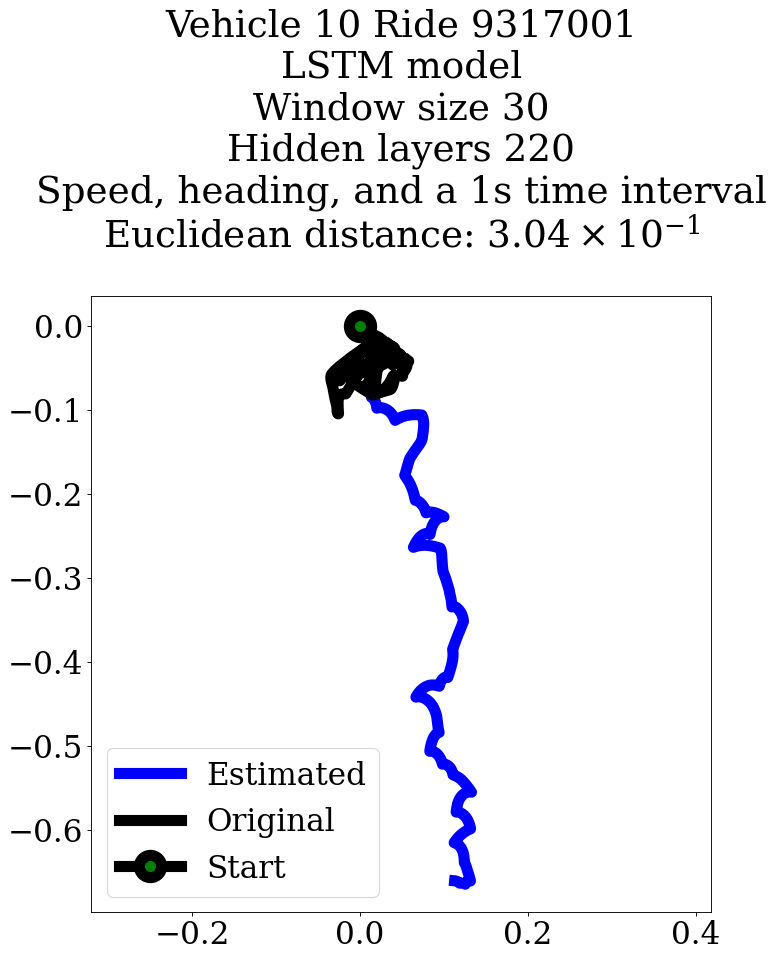 Vehicle 10 Ride 9317001
LSTM model
Window size 30
Hidden layers 220
Speed, heading, and a 1s time interval
Euclidean distance: 3.04 × 10⁻¹
0.0
−0.1
−0.2
−0.3
−0.4
−0.5
−0.6
Estimated
Original
Start
−0.2 0.0 0.2 0.4